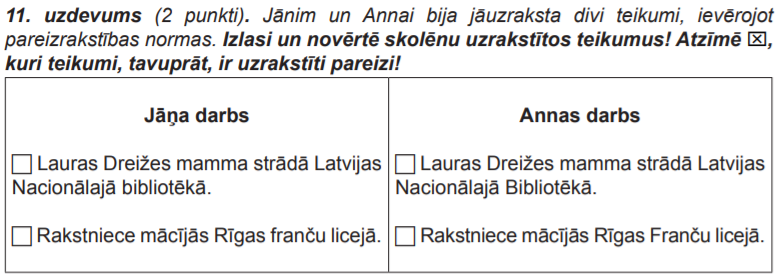 11. uzdevums (2 punkti). Jānim un Annai bija jāuzraksta divi teikumi, ievērojot
pareizrakstības normas. Izlasi un novērtē skolēnu uzrakstītos teikumus! Atzīmē ☒,
kuri teikumi, tavuprāt, ir uzrakstīti pareizi!
Jāņa darbs
☐ Lauras Dreižes mamma strādā Latvijas
Nacionālajā bibliotēkā.
☐ Rakstniece mācījās Rīgas franču licejā.
Annas darbs
☐ Lauras Dreižes mamma strādā Latvijas
Nacionālajā Bibliotēkā.
☐ Rakstniece mācījās Rīgas Franču licejā.